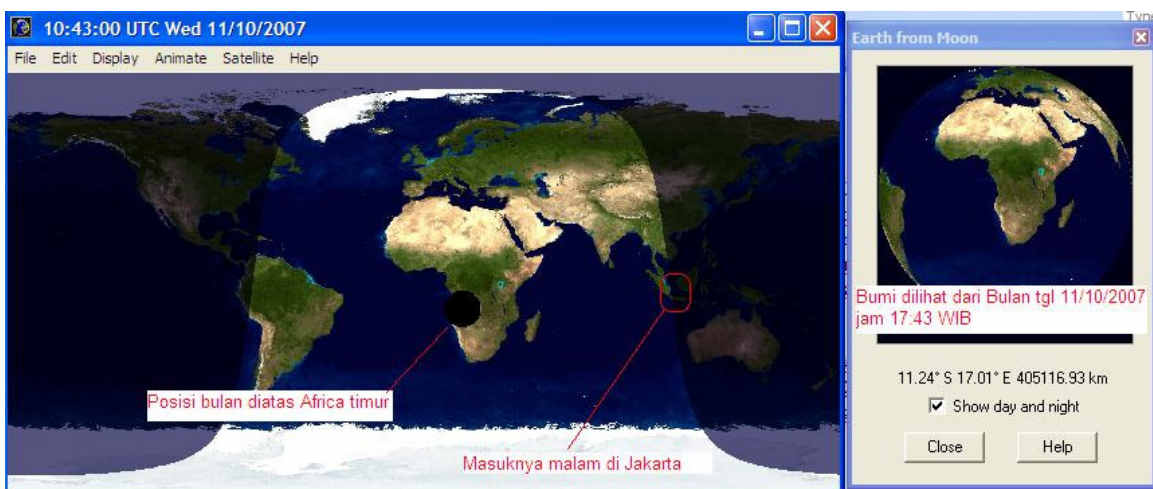 10:43:00 UTC Wed 11/10/2007
File Edit Display Animate Satellite Help
Posisi bulan diatas Africa timur
Masuknya malam di Jakarta
Earth from Moon
Bumi dilihat dari Bulan tgl 11/10/2007
jam 17:43 WIB
11.24° S 17.01° E 405116.93 km
Show day and night
Close Help